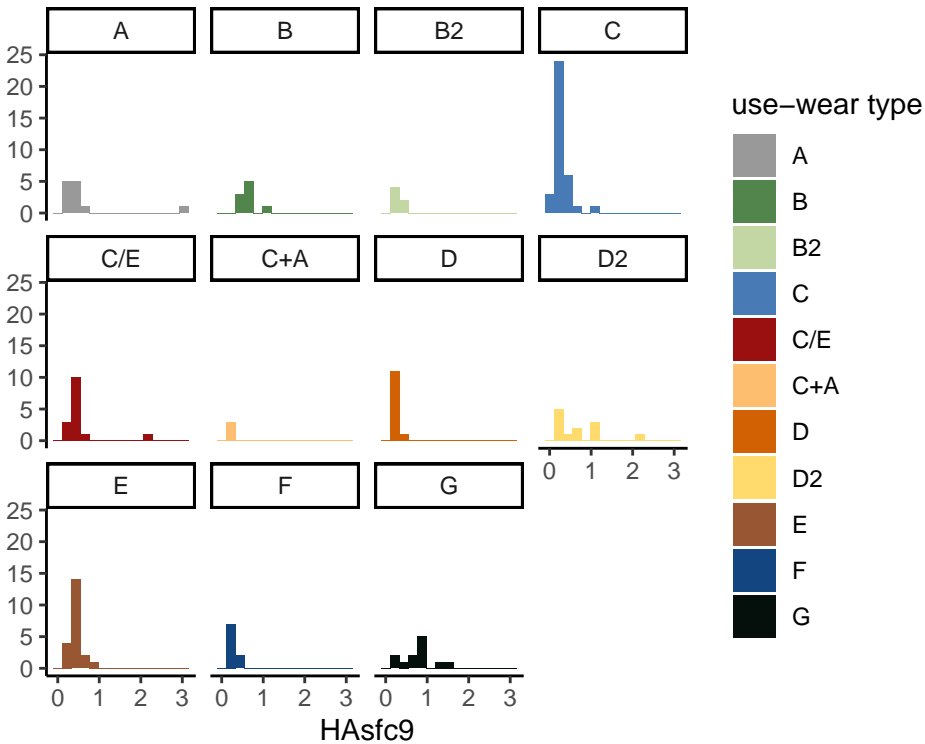 A B B2 C
25
20
15
10
5
0
use−wear type
A
B
B2
C
C/E
C+A
D
D2
E
F
G
C/E C+A D D2
25
20
15
10
5
0
0 1 2 3
E F G
25
20
15
10
5
0
0 1 2 3 0 1 2 3 0 1 2 3
HAsfc9